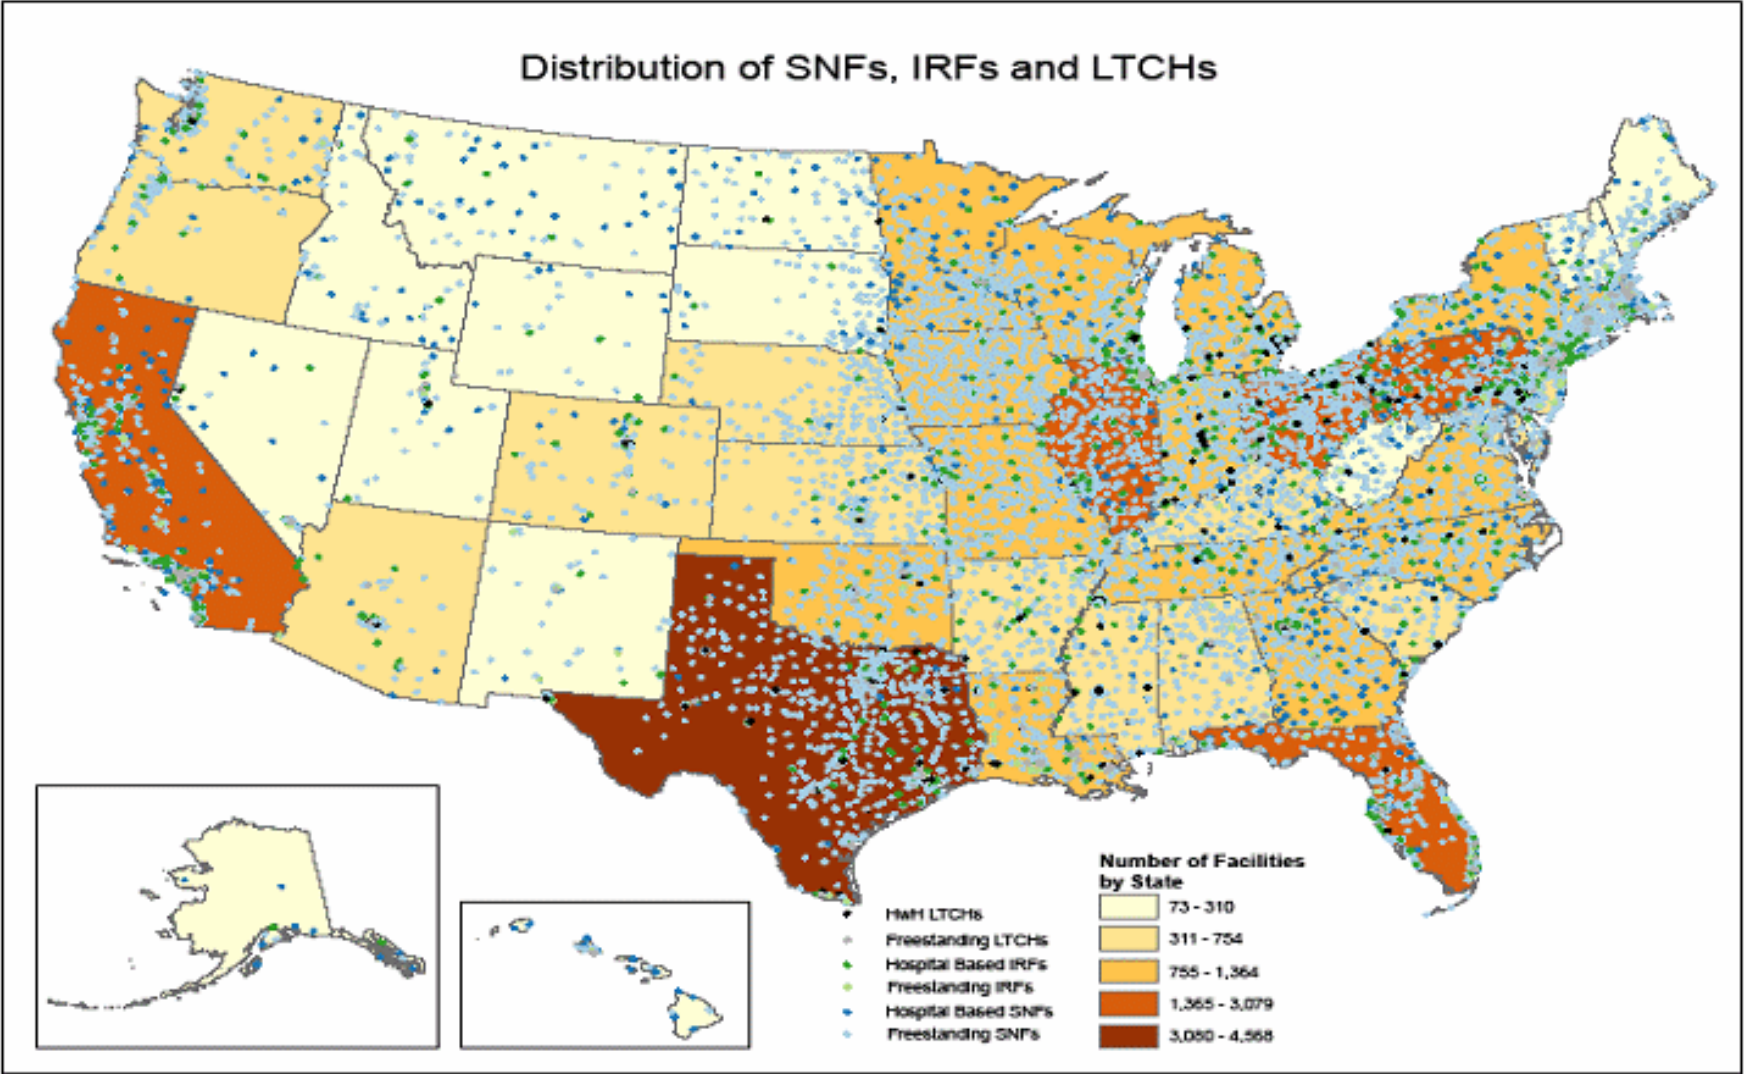 Distribution of SNFs, IRFs and LTCHs
HwH LTCHs
Freestanding LTCHs
Hospital Based IRFs
Freestanding IRFs
Hospital Based SNFs
Freestanding SNFs
Number of Facilities
by State
73 - 310
311 - 754
755 - 1,364
1,365 - 3,079
3,080 - 4,568